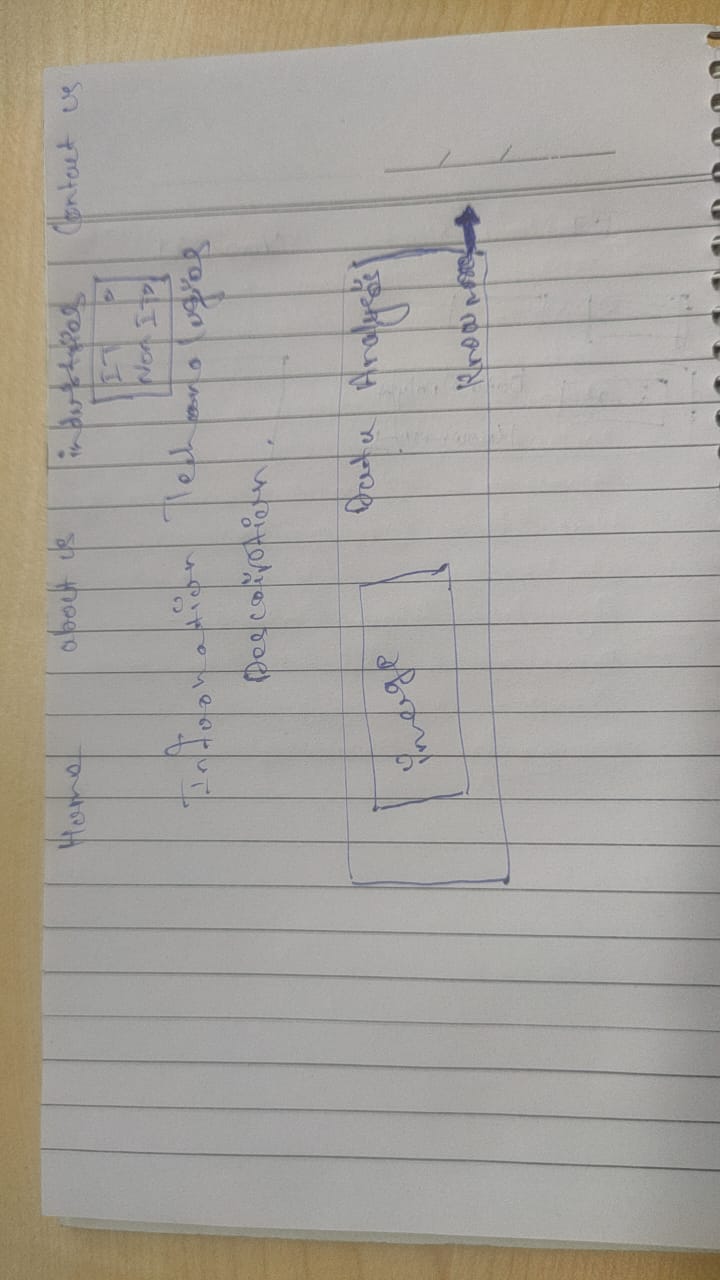 Home about us industries Contact us
IT
Non IT
Information Technologies
Description.
image Data Analysis
Know more